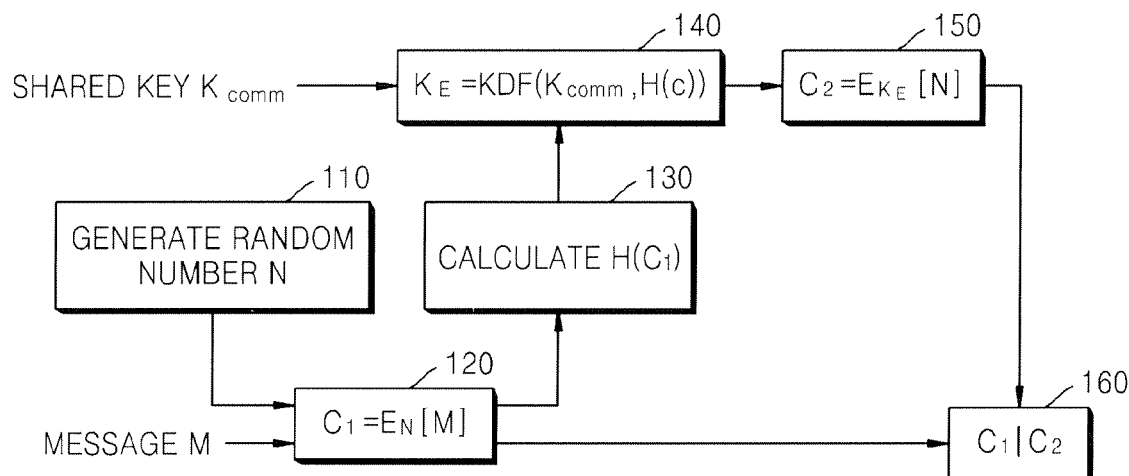 140
150
SHARED KEY K comm
K E =KDF(K comm ,H(c))
C 2 =E K E [N]
110
130
GENERATE RANDOM
NUMBER N
CALCULATE H(C 1)
120
160
C 1 =E N [M]
MESSAGE M
C 1 | C 2